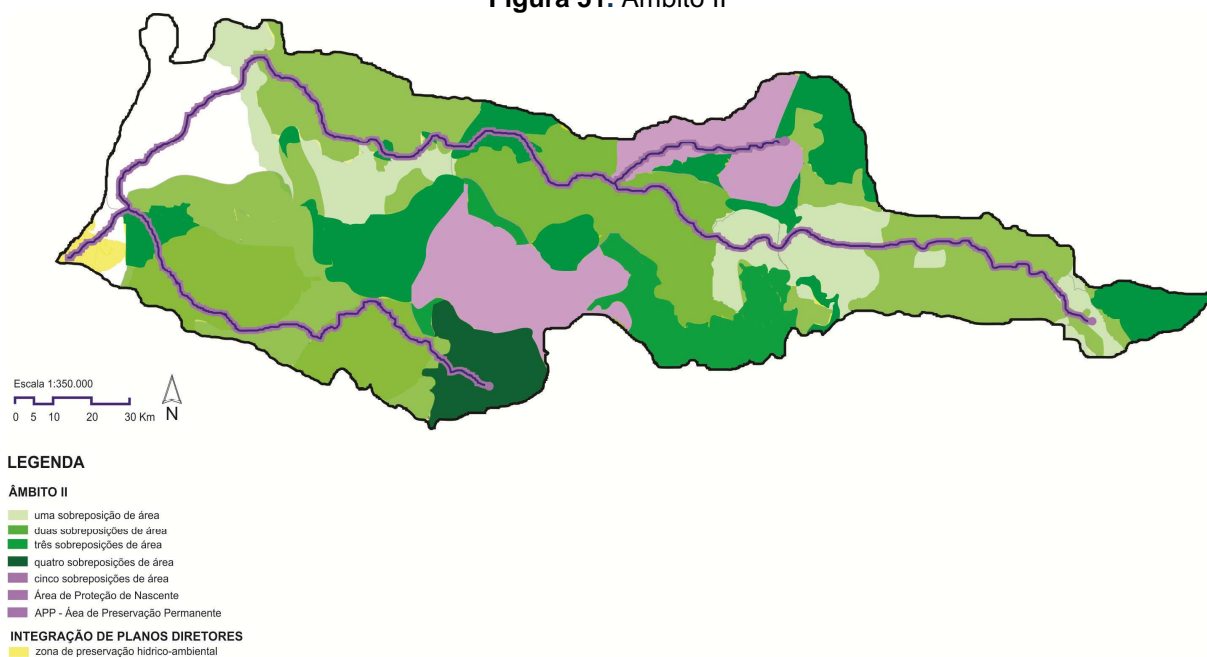 Figura 51. Âmbito II
Escala 1:350.000
0 5 10 20 30 Km N
LEGENDA
ÂMBITO II
uma sobreposição de área
duas sobreposições de área
três sobreposições de área
quatro sobreposições de área
cinco sobreposições de área
Área de Proteção de Nascente
APP - Áea de Preservação Permanente
INTEGRAÇÃO DE PLANOS DIRETORES
zona de preservação hidrico-ambiental